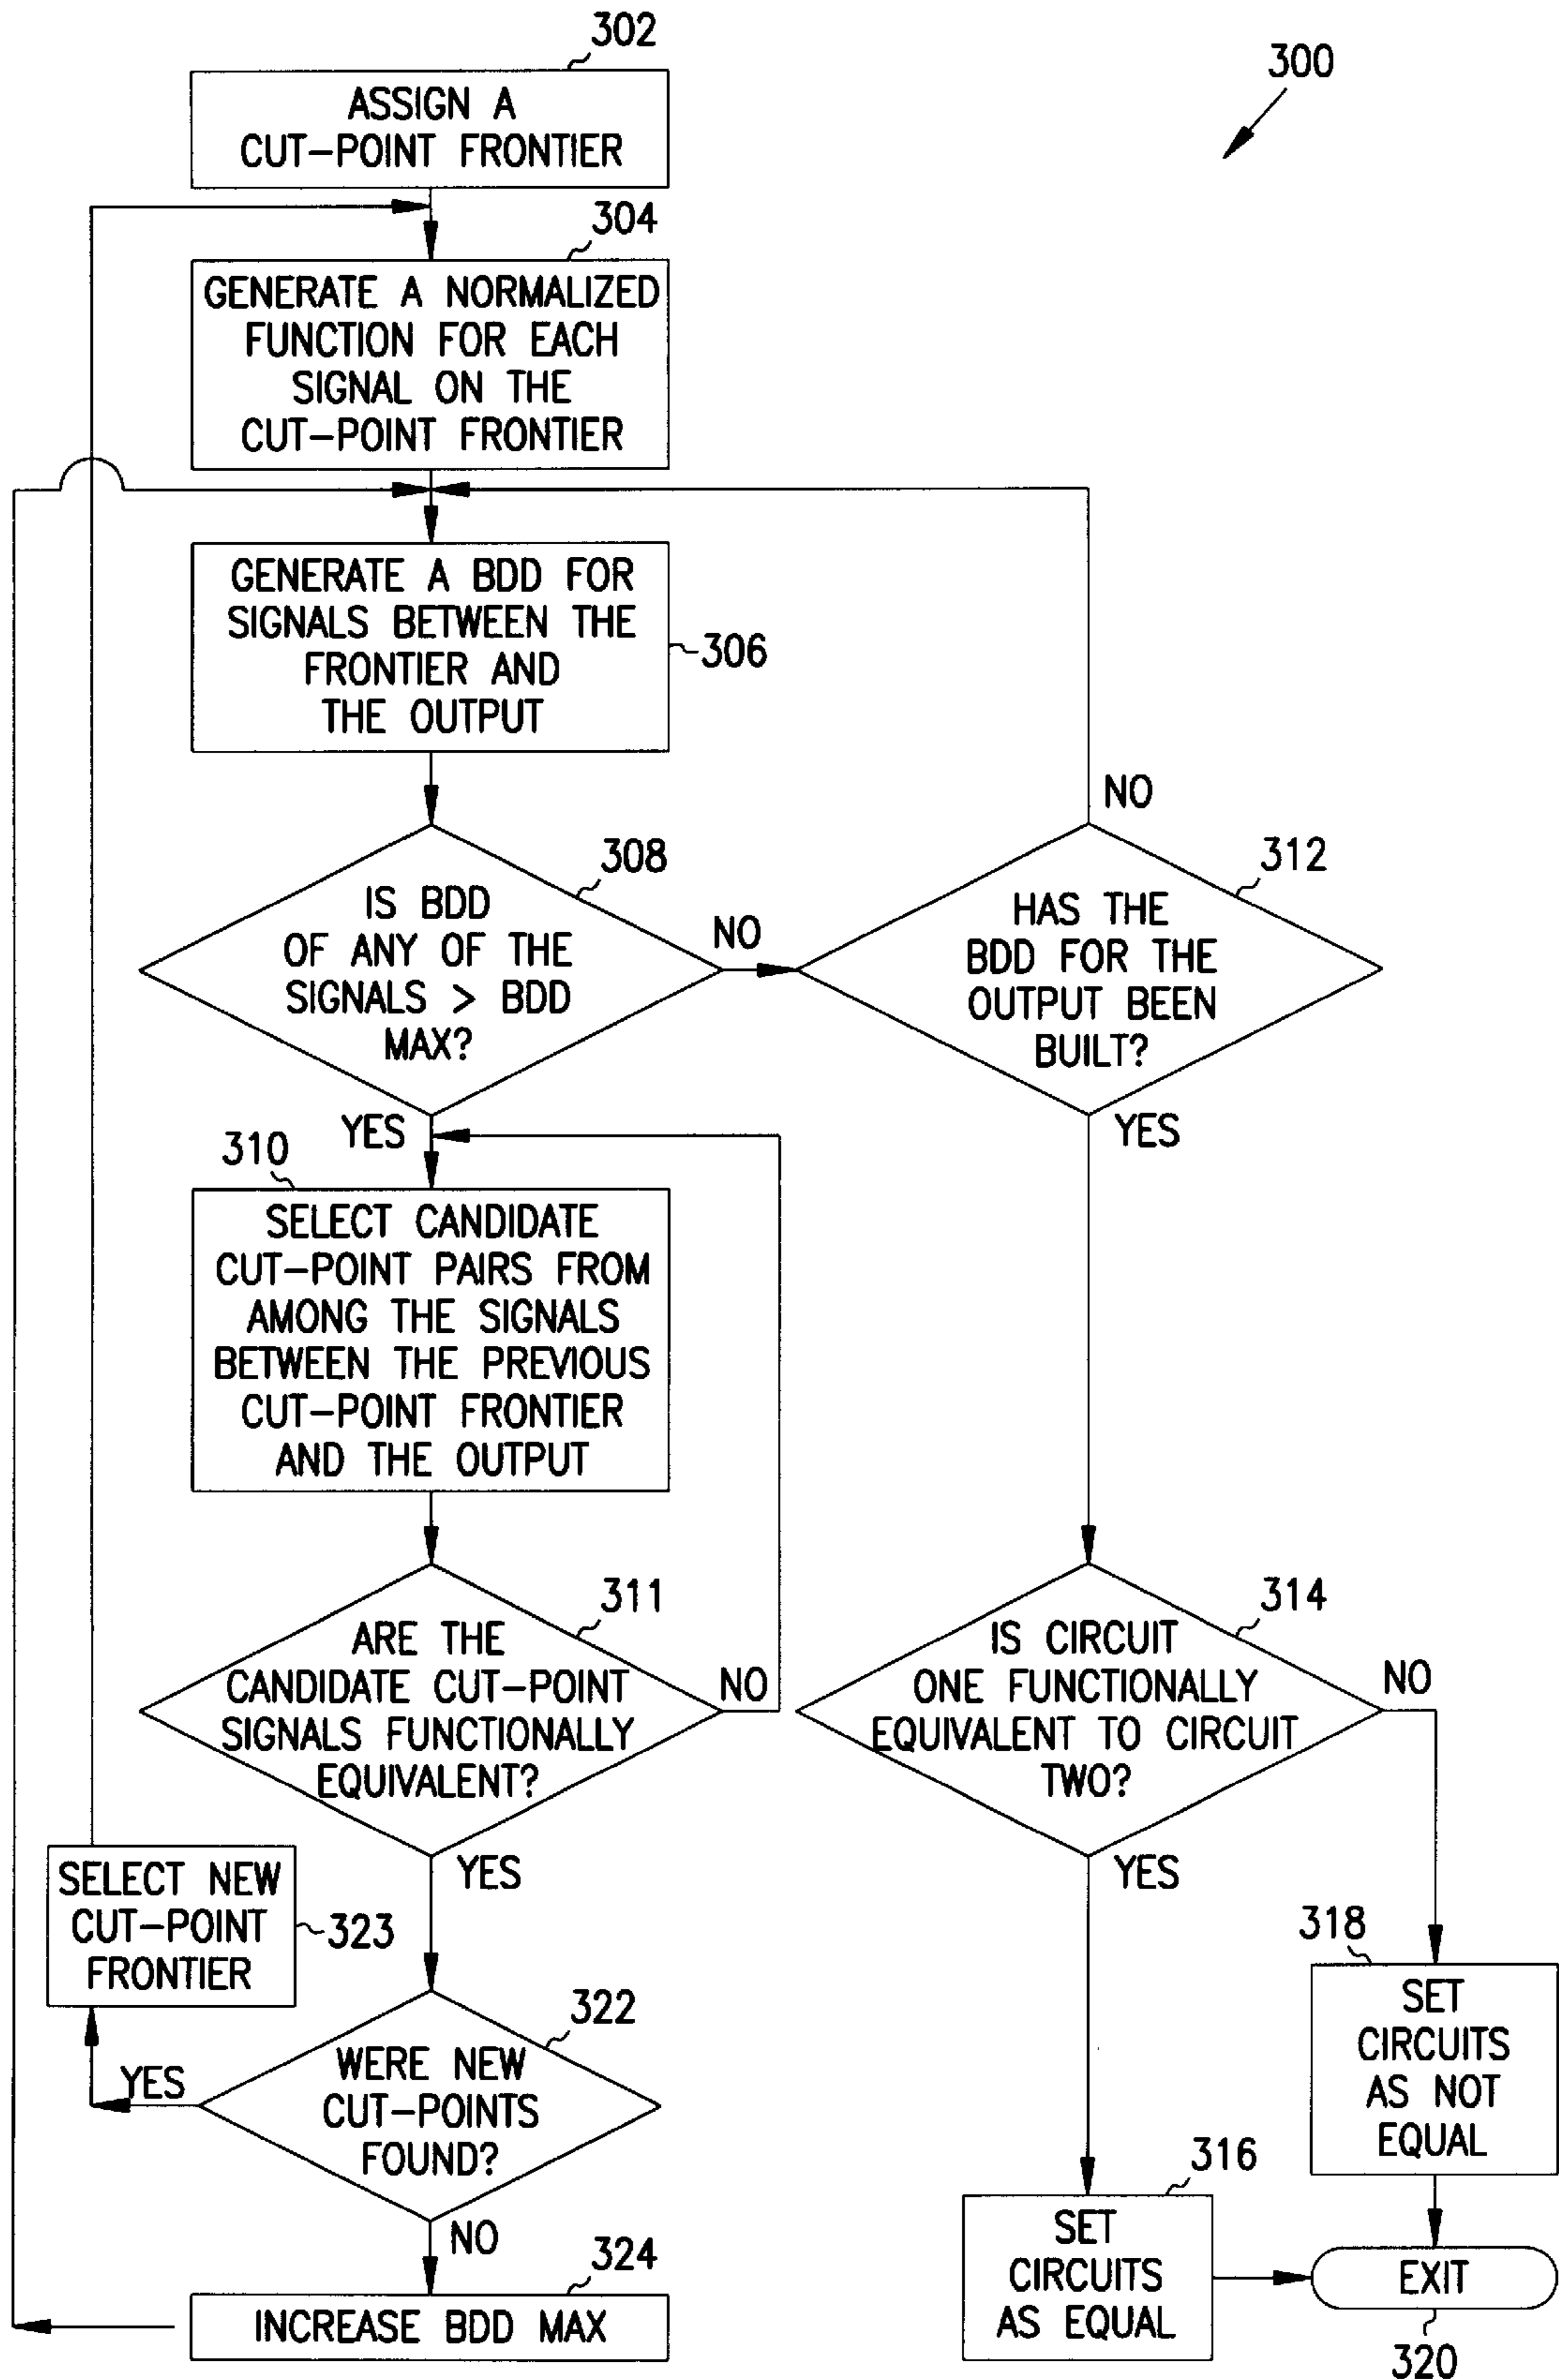 302
300
ASSIGN A
CUT-POINT FRONTIER
304
GENERATE A NORMALIZED
FUNCTION FOR EACH
SIGNAL ON THE
CUT-POINT FRONTIER
GENERATE A BDD FOR
SIGNALS BETWEEN THE
FRONTIER AND
THE OUTPUT
306
308
IS BDD
OF ANY OF THE
SIGNALS > BDD
MAX?
NO
YES
NO
312
HAS THE
BDD FOR THE
OUTPUT BEEN
BUILT?
YES
310
SELECT CANDIDATE
CUT-POINT PAIRS FROM
AMONG THE SIGNALS
BETWEEN THE PREVIOUS
CUT-POINT FRONTIER
AND THE OUTPUT
311
ARE THE
CANDIDATE CUT-POINT
SIGNALS FUNCTIONALLY
EQUIVALENT?
NO
YES
314
IS CIRCUIT
ONE FUNCTIONALLY
EQUIVALENT TO CIRCUIT
TWO?
NO
YES
SELECT NEW
CUT-POINT
FRONTIER
323
322
WERE NEW
CUT-POINTS
FOUND?
YES
NO
318
SET
CIRCUITS
AS NOT
EQUAL
316
SET
CIRCUITS
AS EQUAL
324
INCREASE BDD MAX
EXIT
320